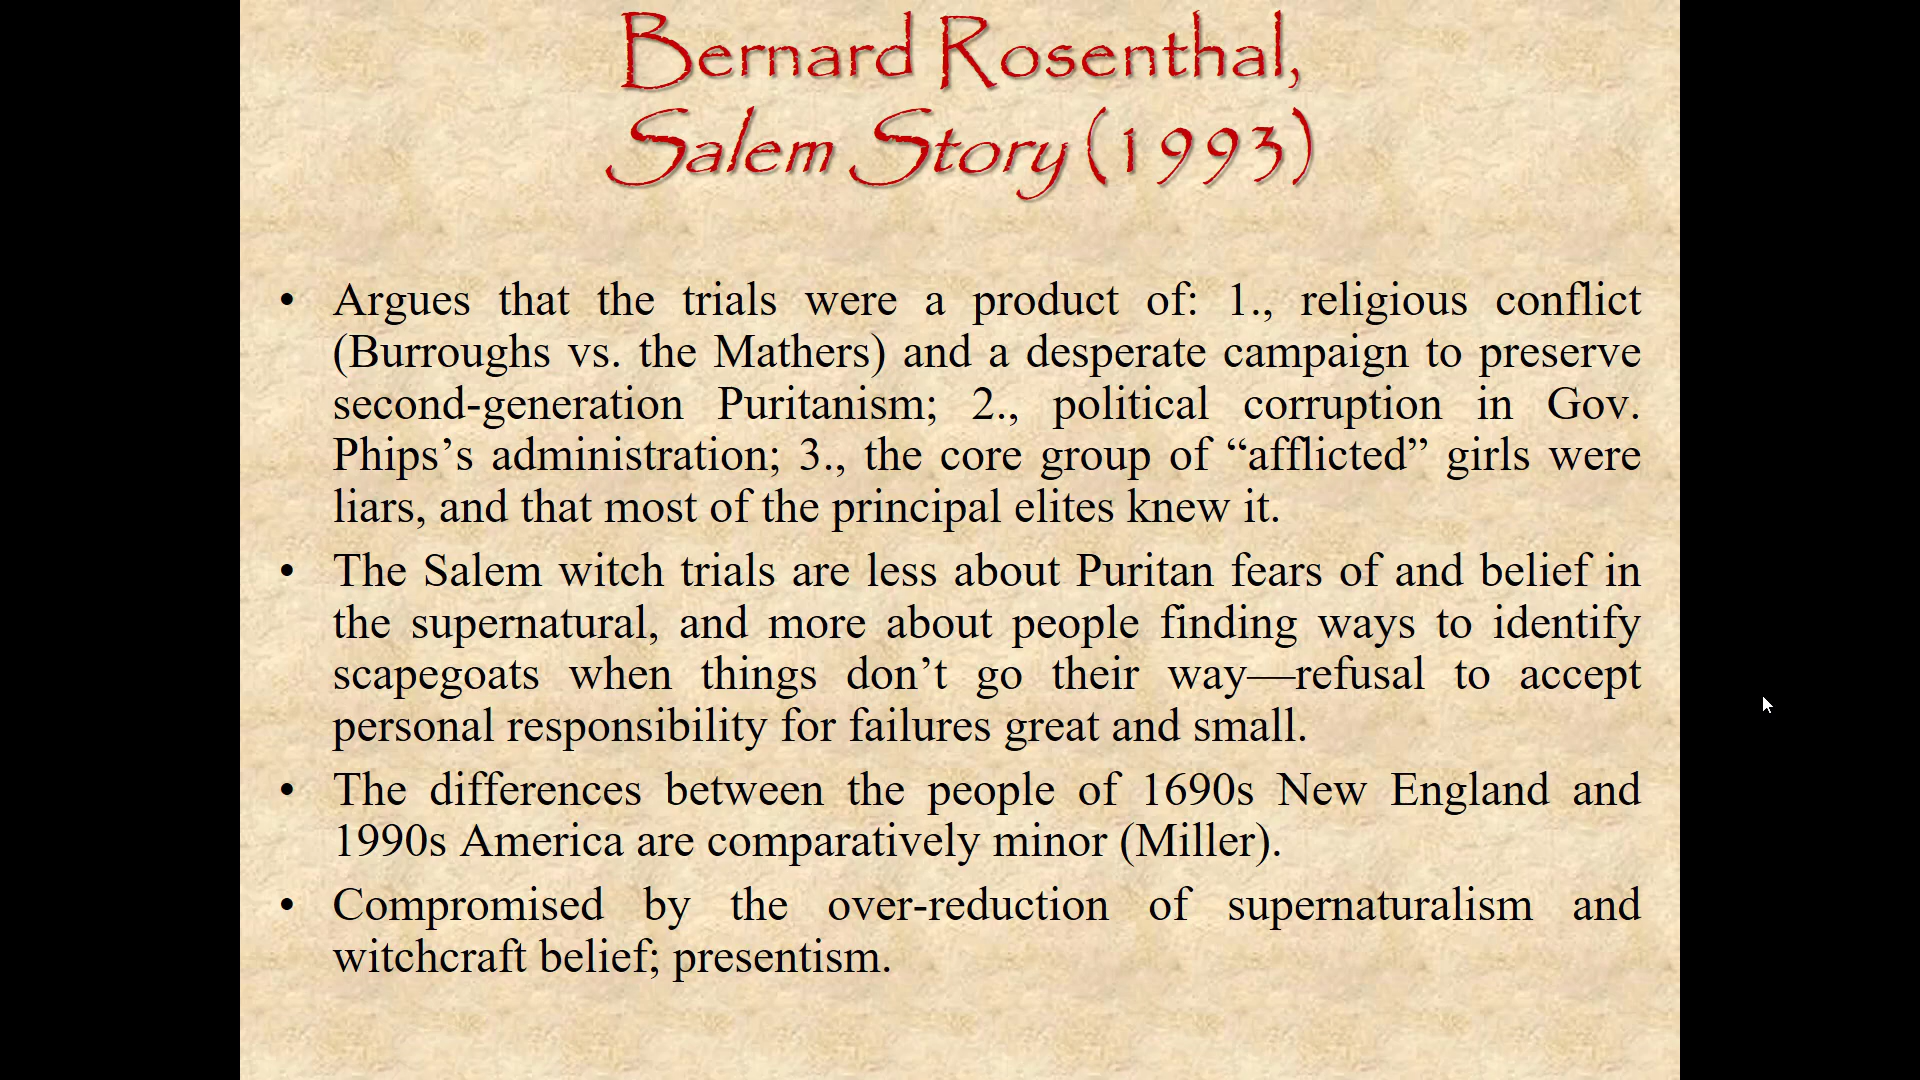 Bernard Rosenthal,
Salem Story (1993)
• Argues that the trials were a product of: 1., religious conflict
(Burroughs vs. the Mathers) and a desperate campaign to preserve
second-generation Puritanism; 2., political corruption in Gov.
Phips’s administration; 3., the core group of “afflicted” girls were
liars, and that most of the principal elites knew it.
• The Salem witch trials are less about Puritan fears of and belief in
the supernatural, and more about people finding ways to identify
scapegoats when things don’t go their way—refusal to accept
personal responsibility for failures great and small.
• The differences between the people of 1690s New England and
1990s America are comparatively minor (Miller).
• Compromised by the over-reduction of supernaturalism and
witchcraft belief; presentism.